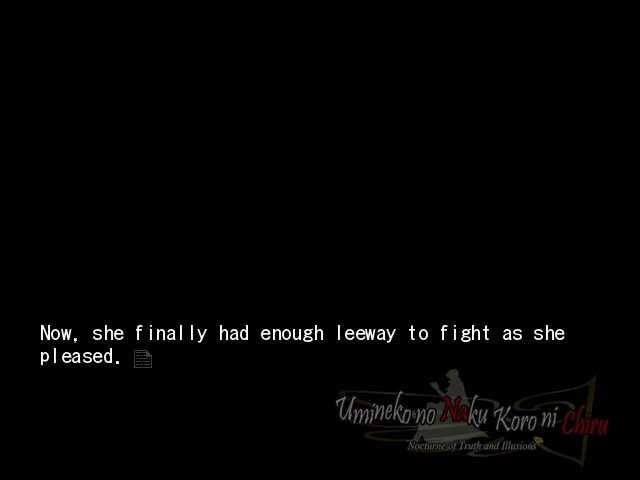 Now, she finally had enough leeway to fight as she
pleased.
Umineko no Naku Koro ni Chiru
Nocturne of Truth and Illusions